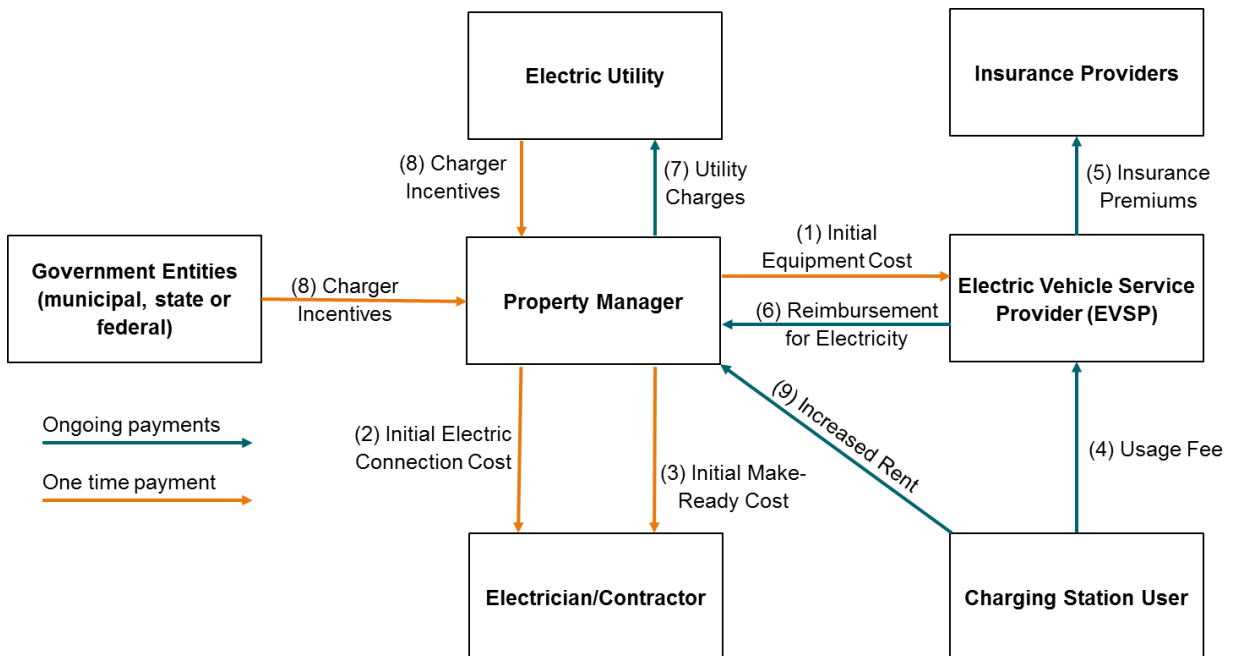 Electric Utility
Insurance Providers
(8) Charger
Incentives
(7) Utility
Charges
(5) Insurance
Premiums
Government Entities
(municipal, state or
federal)
(8) Charger
Incentives
Property Manager
(1) Initial
Equipment Cost
(6) Reimbursement
for Electricity
Electric Vehicle Service
Provider (EVSP)
Ongoing payments
One time payment
(2) Initial Electric
Connection Cost
(3) Initial Make-
Ready Cost
(9) Increased Rent
(4) Usage Fee
Electrician/Contractor
Charging Station User